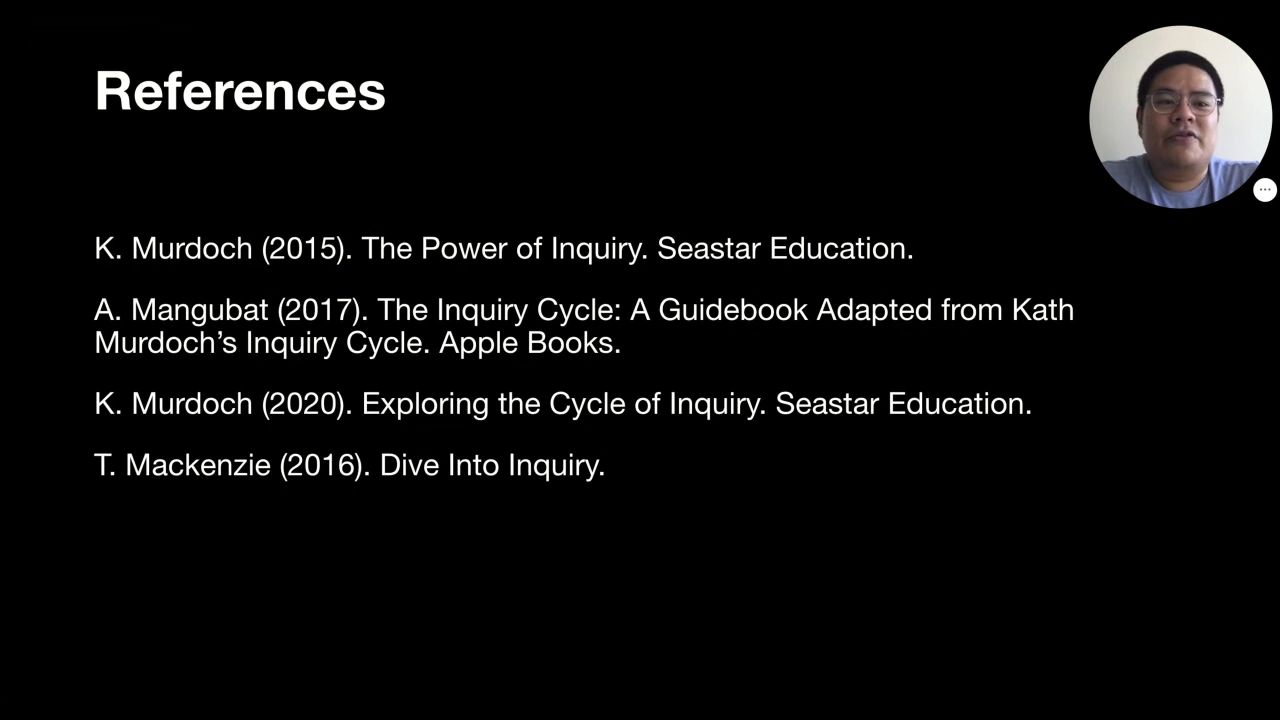 References
K. Murdoch (2015). The Power of Inquiry. Seastar Education.
A. Mangubat (2017). The Inquiry Cycle: A Guidebook Adapted from Kath
Murdoch’s Inquiry Cycle. Apple Books.
K. Murdoch (2020). Exploring the Cycle of Inquiry. Seastar Education.
T. Mackenzie (2016). Dive Into Inquiry.